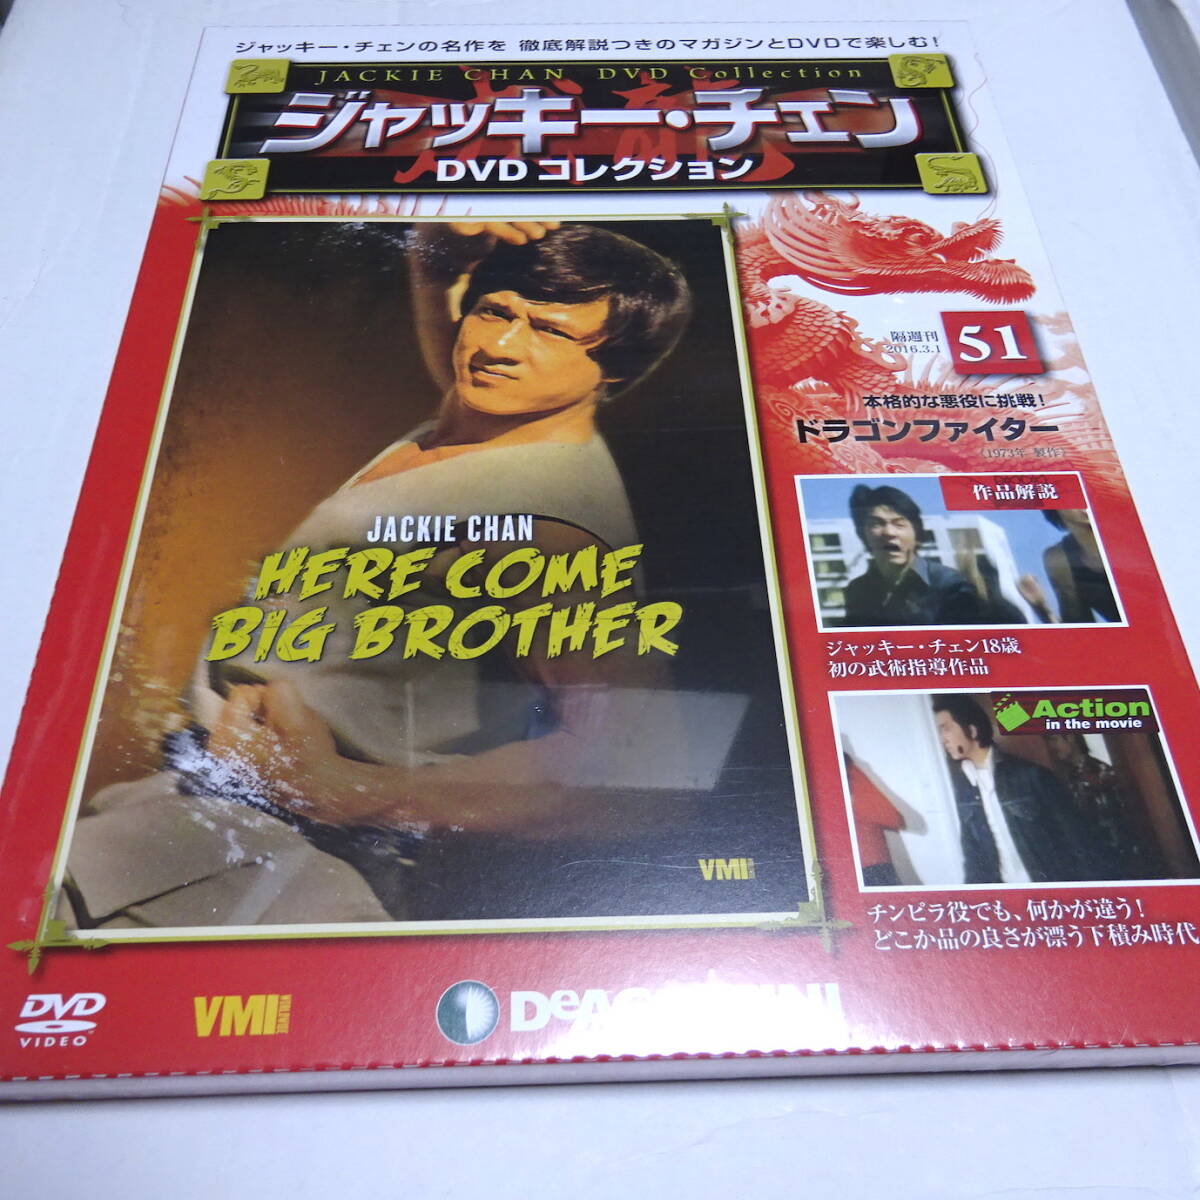 ジャッキー・チェンの名作を 徹底解説つきのマガジンとDVDで楽しむ!
JACKIE CHAN DVD Collection
ジャッキー・チェン
DVD コレクション
隔週刊
2016.3.1
51
本格的な悪役に挑戦!
ドラゴンファイター
(1973年 製作)
作品解説
JACKIE CHAN
HERE COME
BIG BROTHER
ジャッキー・チェン18歳
初の武術指導作品
Action
in the movie
VMI
チンピラ役でも、何かが違う!
どこか品の良さが漂う下積み時代
DVD
VIDEO
VMI